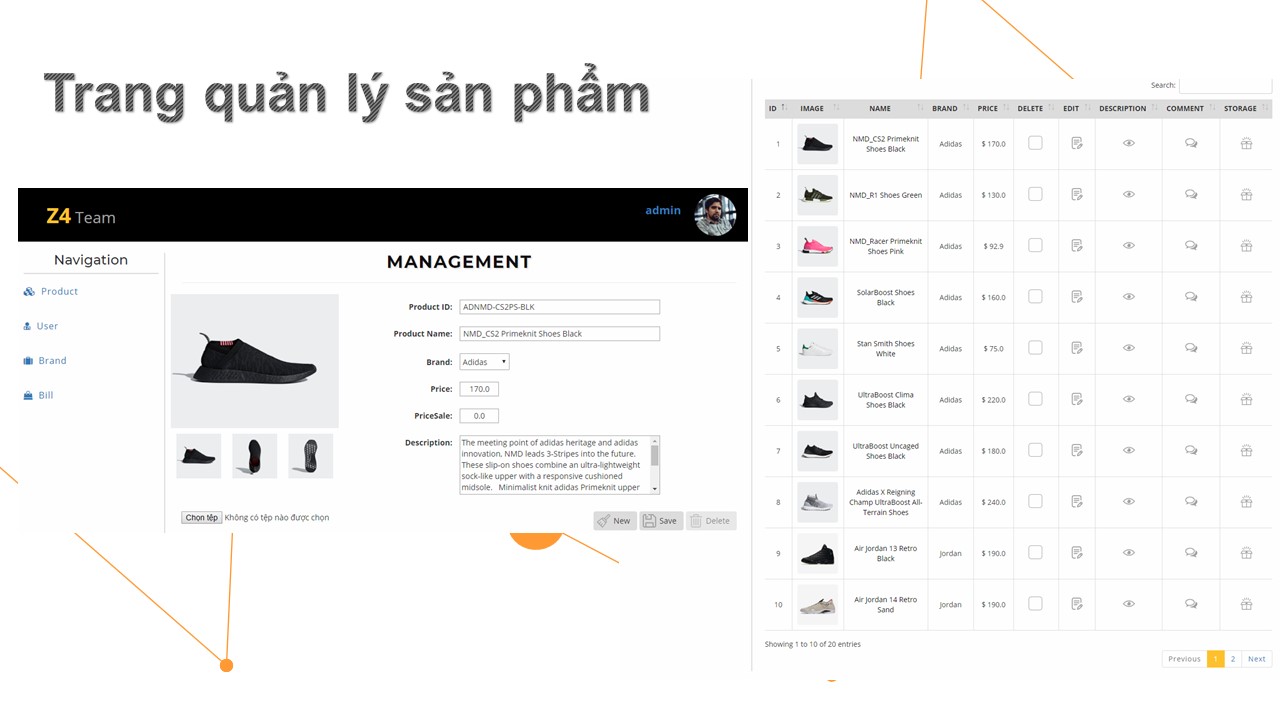 Trang quản lý sản phẩm
Z4 Team
admin
Navigation
Product
User
Brand
Bill
MANAGEMENT
Product ID: ADNMD-CS2PS-BLK
Product Name: NMD_CS2 Primeknit Shoes Black
Brand: Adidas
Price: 170.0
PriceSale: 0.0
Description: The meeting point of adidas heritage and adidas
innovation, NMD leads 3-Stripes into the future.
These slip-on shoes combine an ultra-lightweight
sock-like upper with a responsive cushioned
midsole. Minimalist knit adidas Primeknit upper
Chọn tệp Không có tệp nào được chọn
New Save Delete
Search:
ID IMAGE NAME BRAND PRICE DELETE EDIT DESCRIPTION COMMENT STORAGE
1 NMD_CS2 Primeknit
Shoes Black Adidas $ 170.0
2 NMD_R1 Shoes Green Adidas $ 130.0
3 NMD_Racer Primeknit
Shoes Pink Adidas $ 92.9
4 SolarBoost Shoes
Black Adidas $ 160.0
5 Stan Smith Shoes
White Adidas $ 75.0
6 UltraBoost Clima
Shoes Black Adidas $ 220.0
7 UltraBoost Uncaged
Shoes Black Adidas $ 180.0
8 Adidas X Reigning
Champ UltraBoost All-
Terrain Shoes Adidas $ 240.0
9 Air Jordan 13 Retro
Black Jordan $ 190.0
10 Air Jordan 14 Retro
Sand Jordan $ 190.0
Showing 1 to 10 of 20 entries
Previous 1 2 Next